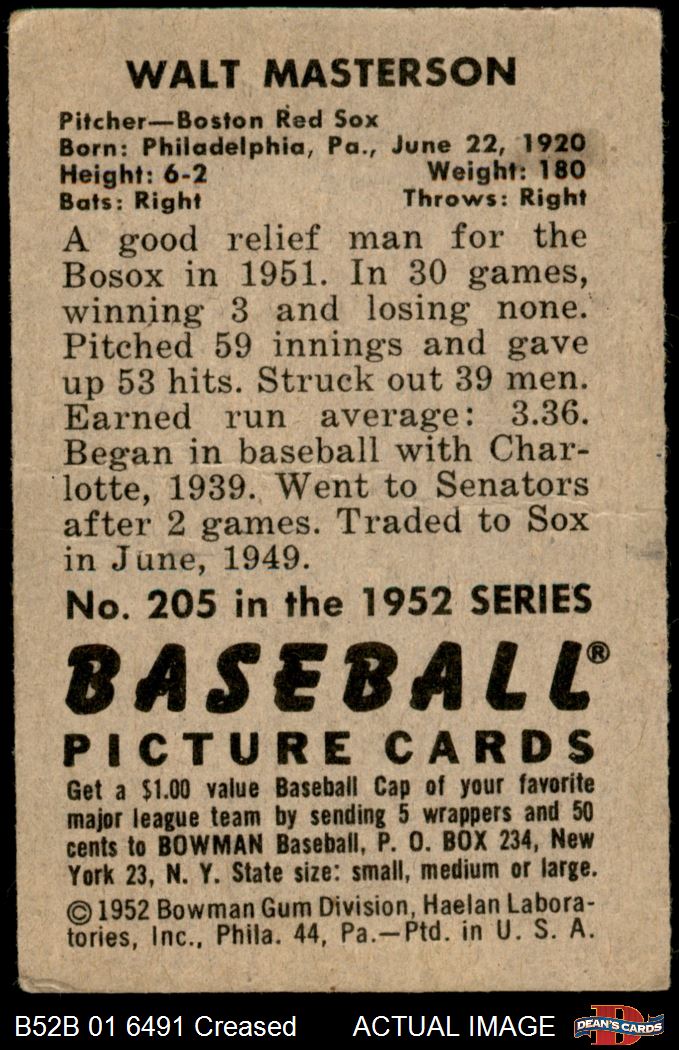 WALT MASTERSON
Pitcher—Boston Red Sox
Born: Philadelphia, Pa., June 22, 1920
Height: 6-2 Weight: 180
Bats: Right Throws: Right
A good relief man for the
Bosox in 1951. In 30 games,
winning 3 and losing none.
Pitched 59 innings and gave
up 53 hits. Struck out 39 men.
Earned run average: 3.36.
Began in baseball with Char-
lotte, 1939. Went to Senators
after 2 games. Traded to Sox
in June, 1949.
No. 205 in the 1952 SERIES
BASEBALL®
PICTURE CARDS
Get a $1.00 value Baseball Cap of your favorite
major league team by sending 5 wrappers and 50
cents to BOWMAN Baseball, P. O. BOX 234, New
York 23, N. Y. State size: small, medium or large.
©1952 Bowman Gum Division, Haelan Labora-
tories, Inc., Phila. 44, Pa.—Ptd. in U. S. A.
B52B 01 6491 Creased ACTUAL IMAGE D DEAN'S CARDS